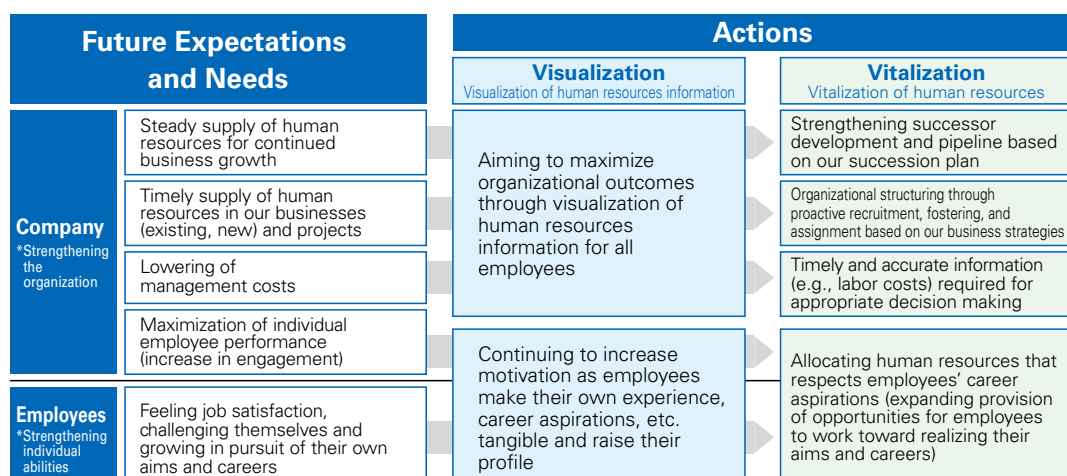 Future Expectations
and Needs
Actions
Visualization
Visualization of human resources information
Vitalization
Vitalization of human resources
Company
*Strengthening
the
organization
Steady supply of human
resources for continued
business growth
Timely supply of human
resources in our businesses
(existing, new) and projects
Lowering of
management costs
Maximization of individual
employee performance
(increase in engagement)
Aiming to maximize
organizational outcomes
through visualization of
human resources
information for all
employees
Strengthening successor
development and pipeline based
on our succession plan
Organizational structuring through
proactive recruitment, fostering, and
assignment based on our business strategies
Timely and accurate information
(e.g., labor costs) required for
appropriate decision making
Employees
*Strengthening
individual
abilities
Feeling job satisfaction,
challenging themselves and
growing in pursuit of their own
aims and careers
Continuing to increase
motivation as employees
make their own experience,
career aspirations, etc.
tangible and raise their
profile
Allocating human resources that
respects employees’ career
aspirations (expanding provision
of opportunities for employees
to work toward realizing their
aims and careers)